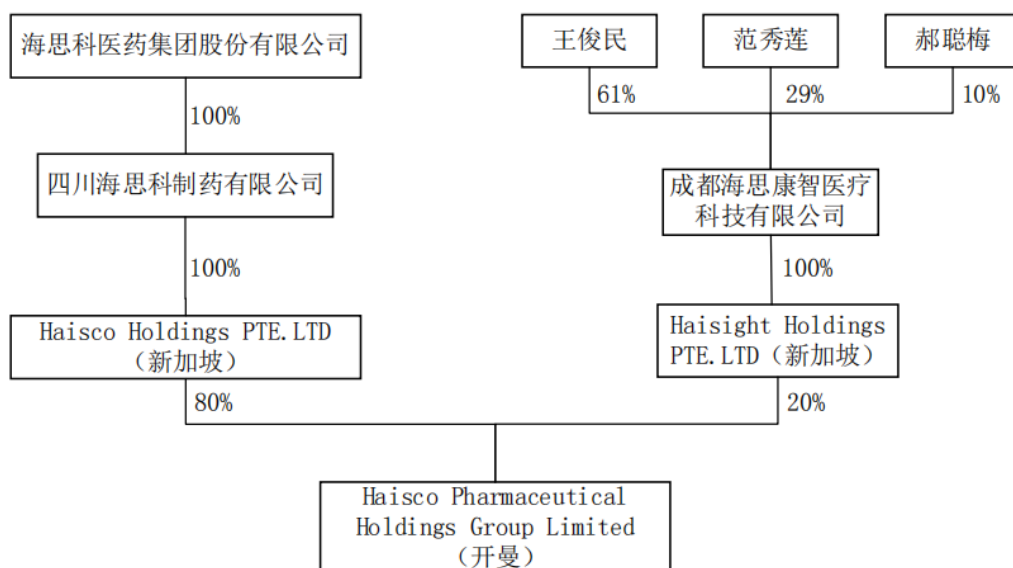 海思科医药集团股份有限公司
王俊民
范秀莲
郝聪梅
100%
61%
29%
10%
四川海思科制药有限公司
成都海思康智医疗
科技有限公司
100%
100%
Haisco Holdings PTE.LTD
（新加坡）
Haisight Holdings
PTE.LTD（新加坡）
80%
20%
Haisco Pharmaceutical
Holdings Group Limited
（开曼）